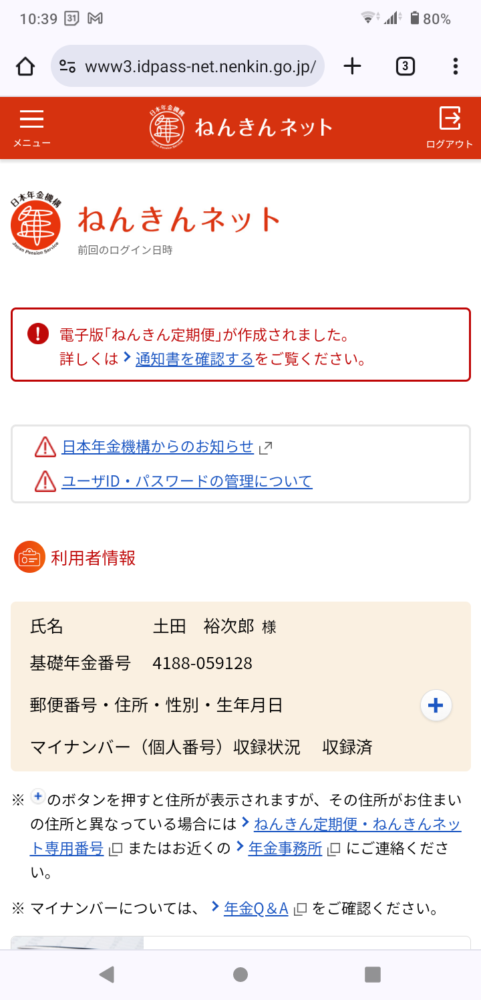 10:39 31 80%
www3.idpass-net.nenkin.go.jp/ 3
メニュー
日本年金機構
Japan Pension Service
ねんきんネット
ログアウト
日本年金機構
Japan Pension Service
ねんきんネット
前回のログイン日時
電子版「ねんきん定期便」が作成されました。
詳しくは 通知書を確認するをご覧ください。
日本年金機構からのお知らせ
ユーザID・パスワードの管理について
利用者情報
氏名 土田 裕次郎 様
基礎年金番号 4188-059128
郵便番号・住所・性別・生年月日
マイナンバー（個人番号）収録状況 収録済
※ のボタンを押すと住所が表示されますが、その住所がお住まい
の住所と異なっている場合には ねんきん定期便・ねんきんネッ
ト専用番号 またはお近くの 年金事務所 にご連絡くださ
い。
※ マイナンバーについては、 年金Q＆A をご確認ください。